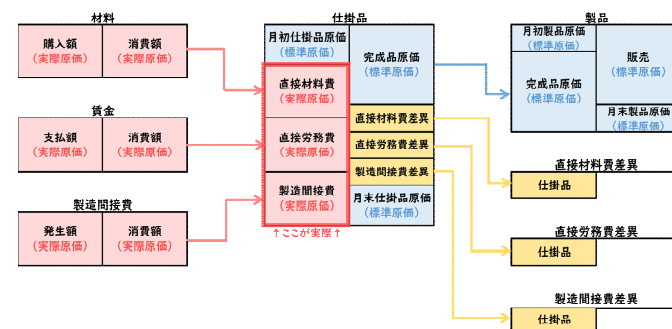 材料
購入額
(実際原価)
消費額
(実際原価)
賃金
支払額
(実際原価)
消費額
(実際原価)
製造間接費
発生額
(実際原価)
消費額
(実際原価)
仕掛品
月初仕掛品原価
(標準原価)
直接材料費
(実際原価)
直接労務費
(実際原価)
製造間接費
(実際原価)
↑ここが実際↑
完成品原価
(標準原価)
直接材料費差異
直接労務費差異
製造間接費差異
月末仕掛品原価
(標準原価)
製品
月初製品原価
(標準原価)
完成品原価
(標準原価)
販売
(標準原価)
月末製品原価
(標準原価)
直接材料費差異
仕掛品
直接労務費差異
仕掛品
製造間接費差異
仕掛品